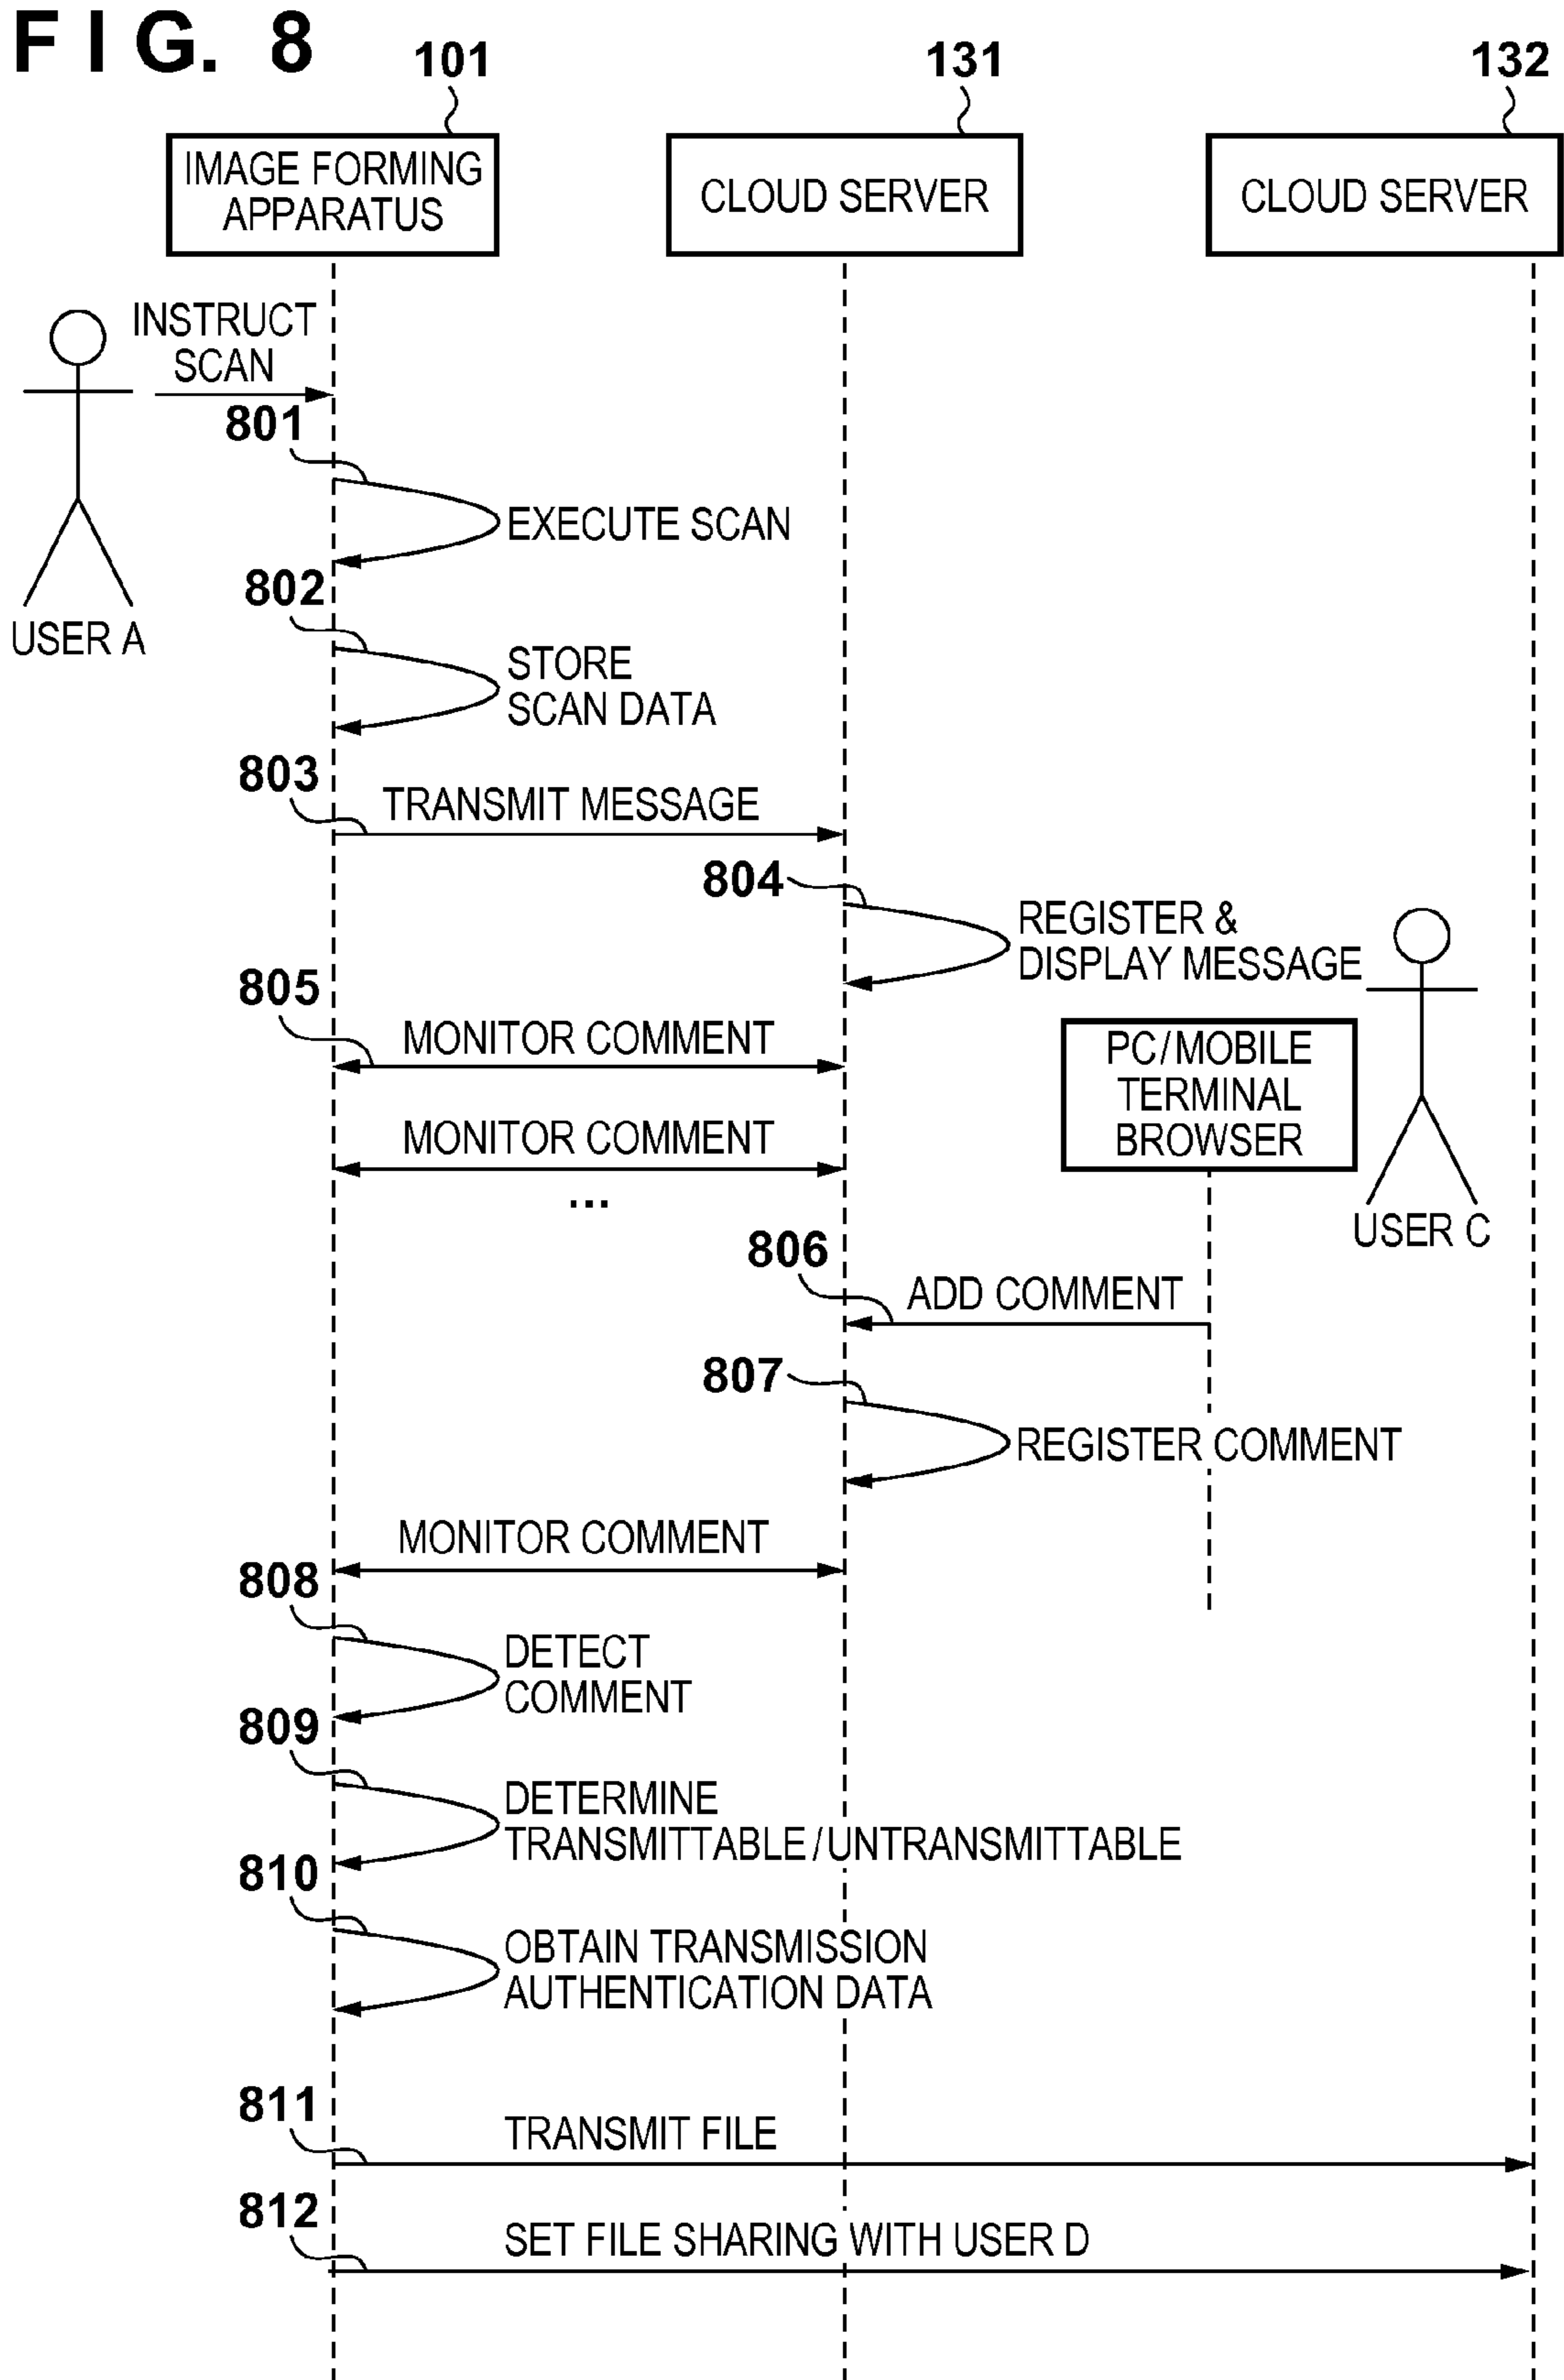 FIG. 8
101
131
132
IMAGE FORMING
APPARATUS
CLOUD SERVER
CLOUD SERVER
INSTRUCT
SCAN
801
EXECUTE SCAN
802
USER A
STORE
SCAN DATA
803
TRANSMIT MESSAGE
804
REGISTER &
DISPLAY MESSAGE
805
MONITOR COMMENT
PC/MOBILE
TERMINAL
BROWSER
MONITOR COMMENT
...
USER C
806
ADD COMMENT
807
REGISTER COMMENT
MONITOR COMMENT
808
DETECT
COMMENT
809
DETERMINE
TRANSMITTABLE/UNTRANSMITTABLE
810
OBTAIN TRANSMISSION
AUTHENTICATION DATA
811
TRANSMIT FILE
812
SET FILE SHARING WITH USER D